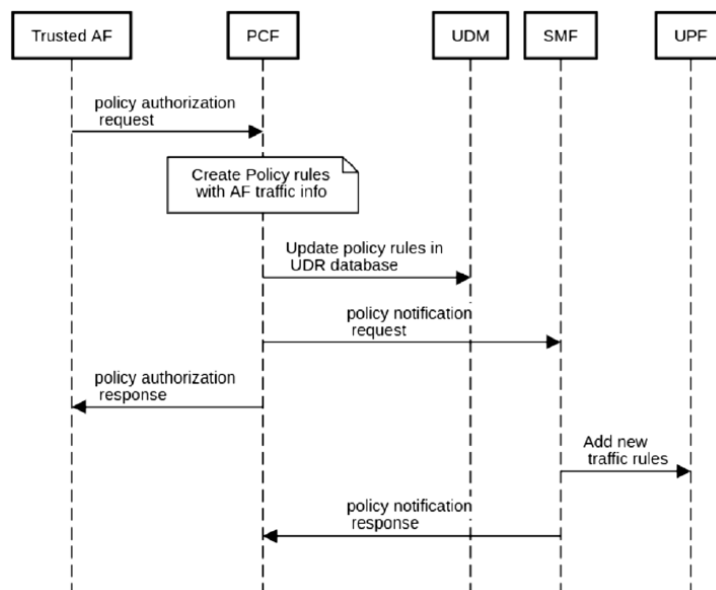 Trusted AF
PCF
UDM
SMF
UPF
policy authorization
request
Create Policy rules
with AF traffic info
Update policy rules in
UDR database
policy notification
request
policy authorization
response
Add new
traffic rules
policy notification
response